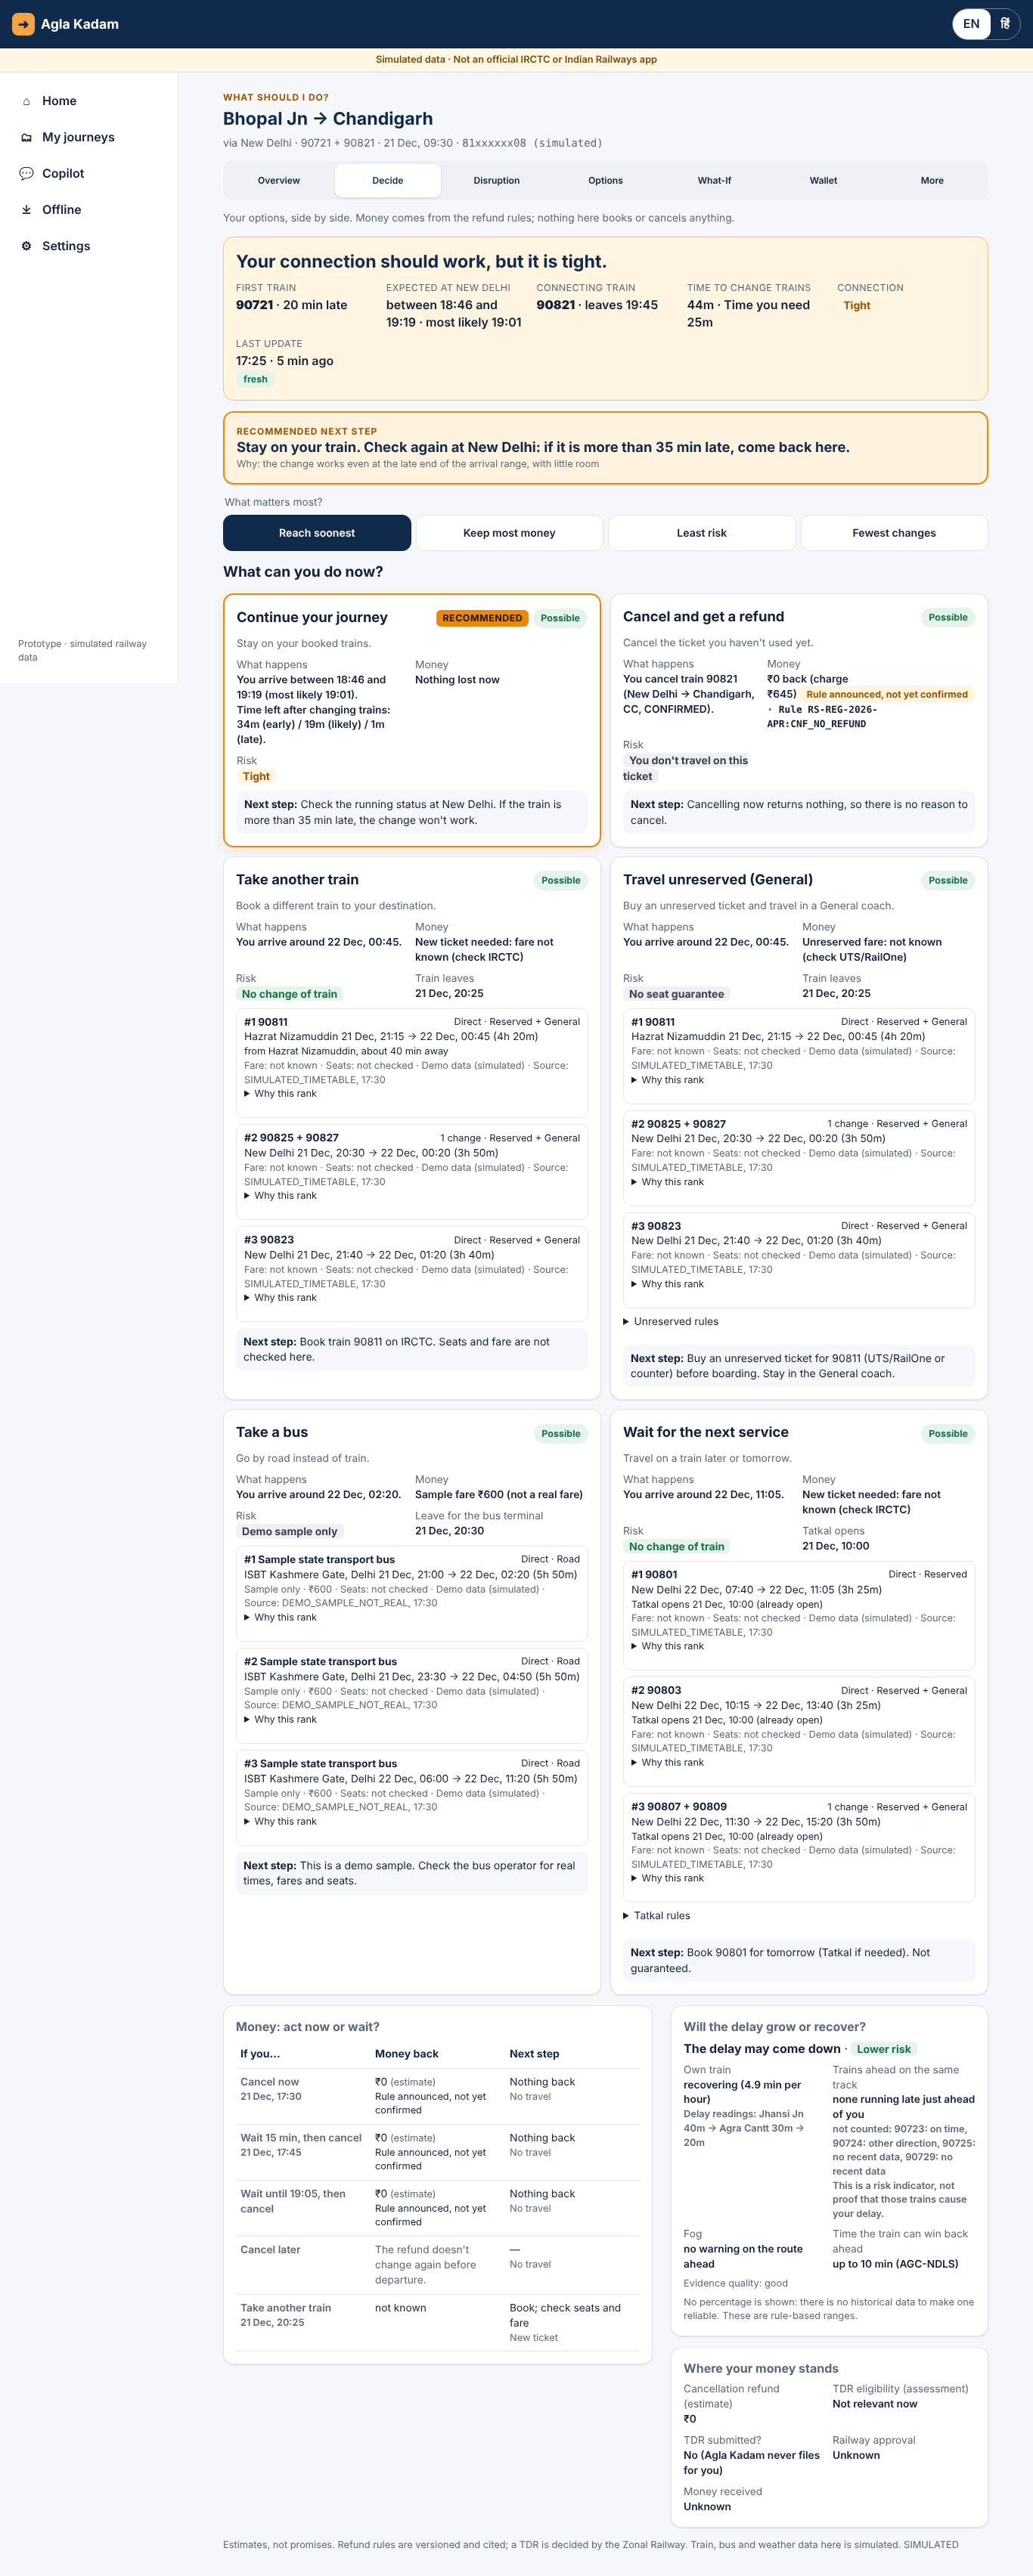 Agla Kadam
EN हिं
Simulated data · Not an official IRCTC or Indian Railways app
Home
My journeys
Copilot
Offline
Settings
Prototype · simulated railway
data
WHAT SHOULD I DO?
Bhopal Jn → Chandigarh
via New Delhi · 90721 + 90821 · 21 Dec, 09:30 · 81xxxxxx08 (simulated)
Overview Decide Disruption Options What-If Wallet More
Your options, side by side. Money comes from the refund rules; nothing here books or cancels anything.
Your connection should work, but it is tight.
FIRST TRAIN
90721 · 20 min late
EXPECTED AT NEW DELHI
between 18:46 and
19:19 · most likely 19:01
CONNECTING TRAIN
90821 · leaves 19:45
TIME TO CHANGE TRAINS
44m · Time you need
25m
CONNECTION
Tight
LAST UPDATE
17:25 · 5 min ago
fresh
RECOMMENDED NEXT STEP
Stay on your train. Check again at New Delhi: if it is more than 35 min late, come back here.
Why: the change works even at the late end of the arrival range, with little room
What matters most?
Reach soonest Keep most money Least risk Fewest changes
What can you do now?
Continue your journey RECOMMENDED Possible
Stay on your booked trains.
What happens
You arrive between 18:46 and
19:19 (most likely 19:01).
Time left after changing trains:
34m (early) / 19m (likely) / 1m
(late).
Money
Nothing lost now
Risk
Tight
Next step: Check the running status at New Delhi. If the train is
more than 35 min late, the change won't work.
Cancel and get a refund Possible
Cancel the ticket you haven't used yet.
What happens
You cancel train 90821
(New Delhi → Chandigarh,
CC, CONFIRMED).
Money
₹0 back (charge
₹645) Rule announced, not yet confirmed
· Rule RS-REG-2026-
APR:CNF_NO_REFUND
Risk
You don't travel on this
ticket
Next step: Cancelling now returns nothing, so there is no reason to
cancel.
Take another train Possible
Book a different train to your destination.
What happens
You arrive around 22 Dec, 00:45.
Money
New ticket needed: fare not
known (check IRCTC)
Risk
No change of train
Train leaves
21 Dec, 20:25
#1 90811 Direct · Reserved + General
Hazrat Nizamuddin 21 Dec, 21:15 → 22 Dec, 00:45 (4h 20m)
from Hazrat Nizamuddin, about 40 min away
Fare: not known · Seats: not checked · Demo data (simulated) · Source:
SIMULATED_TIMETABLE, 17:30
▶ Why this rank
#2 90825 + 90827 1 change · Reserved + General
New Delhi 21 Dec, 20:30 → 22 Dec, 00:20 (3h 50m)
Fare: not known · Seats: not checked · Demo data (simulated) · Source:
SIMULATED_TIMETABLE, 17:30
▶ Why this rank
#3 90823 Direct · Reserved + General
New Delhi 21 Dec, 21:40 → 22 Dec, 01:20 (3h 40m)
Fare: not known · Seats: not checked · Demo data (simulated) · Source:
SIMULATED_TIMETABLE, 17:30
▶ Why this rank
Next step: Book train 90811 on IRCTC. Seats and fare are not
checked here.
Travel unreserved (General) Possible
Buy an unreserved ticket and travel in a General coach.
What happens
You arrive around 22 Dec, 00:45.
Money
Unreserved fare: not known
(check UTS/RailOne)
Risk
No seat guarantee
Train leaves
21 Dec, 20:25
#1 90811 Direct · Reserved + General
Hazrat Nizamuddin 21 Dec, 21:15 → 22 Dec, 00:45 (4h 20m)
Fare: not known · Seats: not checked · Demo data (simulated) · Source:
SIMULATED_TIMETABLE, 17:30
▶ Why this rank
#2 90825 + 90827 1 change · Reserved + General
New Delhi 21 Dec, 20:30 → 22 Dec, 00:20 (3h 50m)
Fare: not known · Seats: not checked · Demo data (simulated) · Source:
SIMULATED_TIMETABLE, 17:30
▶ Why this rank
#3 90823 Direct · Reserved + General
New Delhi 21 Dec, 21:40 → 22 Dec, 01:20 (3h 40m)
Fare: not known · Seats: not checked · Demo data (simulated) · Source:
SIMULATED_TIMETABLE, 17:30
▶ Why this rank
▶ Unreserved rules
Next step: Buy an unreserved ticket for 90811 (UTS/RailOne or
counter) before boarding. Stay in the General coach.
Take a bus Possible
Go by road instead of train.
What happens
You arrive around 22 Dec, 02:20.
Money
Sample fare ₹600 (not a real fare)
Risk
Demo sample only
Leave for the bus terminal
21 Dec, 20:30
#1 Sample state transport bus Direct · Road
ISBT Kashmere Gate, Delhi 21 Dec, 21:00 → 22 Dec, 02:20 (5h 50m)
Sample only · ₹600 · Seats: not checked · Demo data (simulated) ·
Source: DEMO_SAMPLE_NOT_REAL, 17:30
▶ Why this rank
#2 Sample state transport bus Direct · Road
ISBT Kashmere Gate, Delhi 21 Dec, 23:30 → 22 Dec, 04:50 (5h 50m)
Sample only · ₹600 · Seats: not checked · Demo data (simulated) ·
Source: DEMO_SAMPLE_NOT_REAL, 17:30
▶ Why this rank
#3 Sample state transport bus Direct · Road
ISBT Kashmere Gate, Delhi 22 Dec, 06:00 → 22 Dec, 11:20 (5h 50m)
Sample only · ₹600 · Seats: not checked · Demo data (simulated) ·
Source: DEMO_SAMPLE_NOT_REAL, 17:30
▶ Why this rank
Next step: This is a demo sample. Check the bus operator for real
times, fares and seats.
Wait for the next service Possible
Travel on a train later or tomorrow.
What happens
You arrive around 22 Dec, 11:05.
Money
New ticket needed: fare not
known (check IRCTC)
Risk
No change of train
Tatkal opens
21 Dec, 10:00
#1 90801 Direct · Reserved
New Delhi 22 Dec, 07:40 → 22 Dec, 11:05 (3h 25m)
Tatkal opens 21 Dec, 10:00 (already open)
Fare: not known · Seats: not checked · Demo data (simulated) · Source:
SIMULATED_TIMETABLE, 17:30
▶ Why this rank
#2 90803 Direct · Reserved + General
New Delhi 22 Dec, 10:15 → 22 Dec, 13:40 (3h 25m)
Tatkal opens 21 Dec, 10:00 (already open)
Fare: not known · Seats: not checked · Demo data (simulated) · Source:
SIMULATED_TIMETABLE, 17:30
▶ Why this rank
#3 90807 + 90809 1 change · Reserved + General
New Delhi 22 Dec, 11:30 → 22 Dec, 15:20 (3h 50m)
Tatkal opens 21 Dec, 10:00 (already open)
Fare: not known · Seats: not checked · Demo data (simulated) · Source:
SIMULATED_TIMETABLE, 17:30
▶ Why this rank
▶ Tatkal rules
Next step: Book 90801 for tomorrow (Tatkal if needed). Not
guaranteed.
Money: act now or wait?
If you... Money back Next step
Cancel now
21 Dec, 17:30
₹0 (estimate)
Rule announced, not yet
confirmed
Nothing back
No travel
Wait 15 min, then cancel
21 Dec, 17:45
₹0 (estimate)
Rule announced, not yet
confirmed
Nothing back
No travel
Wait until 19:05, then
cancel
₹0 (estimate)
Rule announced, not yet
confirmed
Nothing back
No travel
Cancel later
The refund doesn't
change again before
departure.
—
No travel
Take another train
21 Dec, 20:25
not known
Book; check seats and
fare
New ticket
Will the delay grow or recover?
The delay may come down · Lower risk
Own train
recovering (4.9 min per
hour)
Delay readings: Jhansi Jn
40m → Agra Cantt 30m →
20m
Trains ahead on the same
track
none running late just ahead
of you
not counted: 90723: on time,
90724: other direction, 90725:
no recent data, 90729: no
recent data
This is a risk indicator, not
proof that those trains cause
your delay.
Fog
no warning on the route
ahead
Time the train can win back
ahead
up to 10 min (AGC-NDLS)
Evidence quality: good
No percentage is shown: there is no historical data to make one
reliable. These are rule-based ranges.
Where your money stands
Cancellation refund
(estimate)
₹0
TDR eligibility (assessment)
Not relevant now
TDR submitted?
No (Agla Kadam never files
for you)
Railway approval
Unknown
Money received
Unknown
Estimates, not promises. Refund rules are versioned and cited; a TDR is decided by the Zonal Railway. Train, bus and weather data here is simulated. SIMULATED